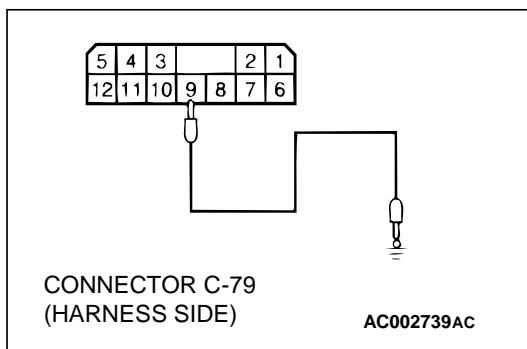 5 4 3 2 1
12 11 10 9 8 7 6
CONNECTOR C-79
(HARNESS SIDE)
AC002739AC